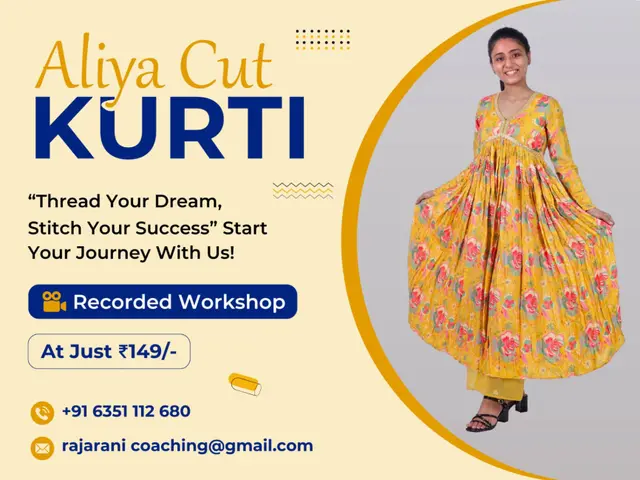 Aliya Cut
KURTI
“Thread Your Dream,
Stitch Your Success” Start
Your Journey With Us!
Recorded Workshop
At Just ₹149/-
+91 6351 112 680
rajarani coaching@gmail.com